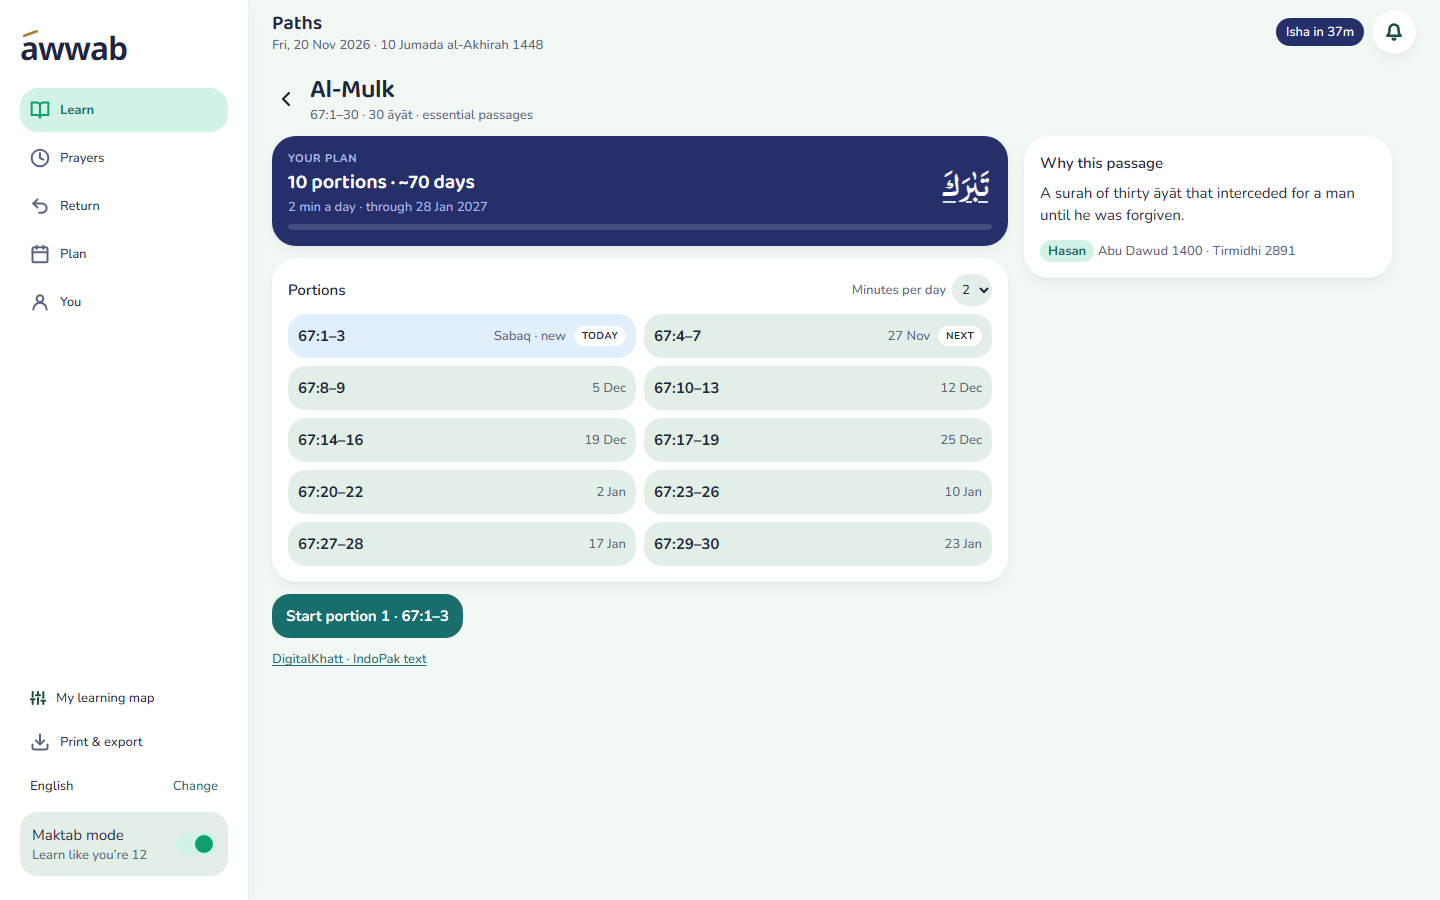 awwab
Learn
Prayers
Return
Plan
You
My learning map
Print & export
English Change
Maktab mode
Learn like you're 12
Paths
Fri, 20 Nov 2026 · 10 Jumada al-Akhirah 1448
Isha in 37m
Al-Mulk
67:1–30 · 30 āyāt · essential passages
YOUR PLAN
10 portions · ~70 days
2 min a day · through 28 Jan 2027
تَبٰرَكَ
Portions
Minutes per day 2
67:1–3 Sabaq · new TODAY
67:4–7 27 Nov NEXT
67:8–9 5 Dec
67:10–13 12 Dec
67:14–16 19 Dec
67:17–19 25 Dec
67:20–22 2 Jan
67:23–26 10 Jan
67:27–28 17 Jan
67:29–30 23 Jan
Start portion 1 · 67:1–3
DigitalKhatt · IndoPak text
Why this passage
A surah of thirty āyāt that interceded for a man
until he was forgiven.
Hasan Abu Dawud 1400 · Tirmidhi 2891